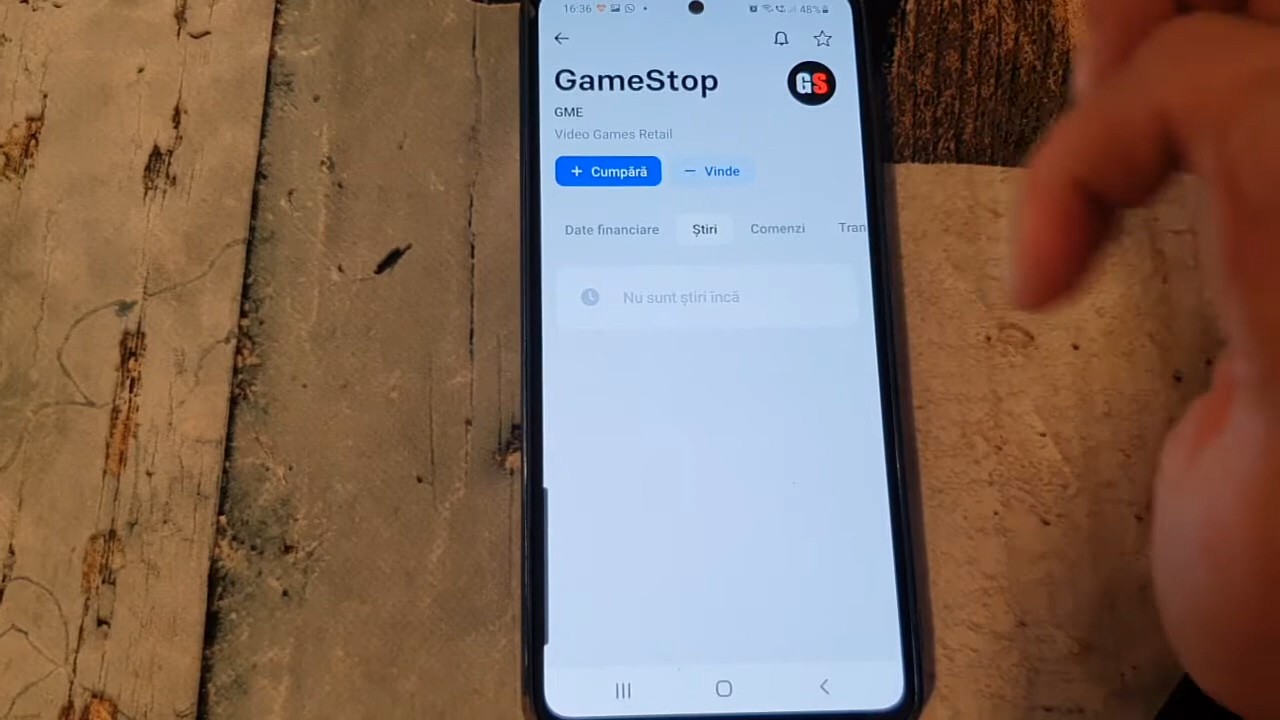 16:36
48%
GameStop
GS
GME
Video Games Retail
+ Cumpără
− Vinde
Date financiare
Știri
Comenzi
Tran
Nu sunt știri încă